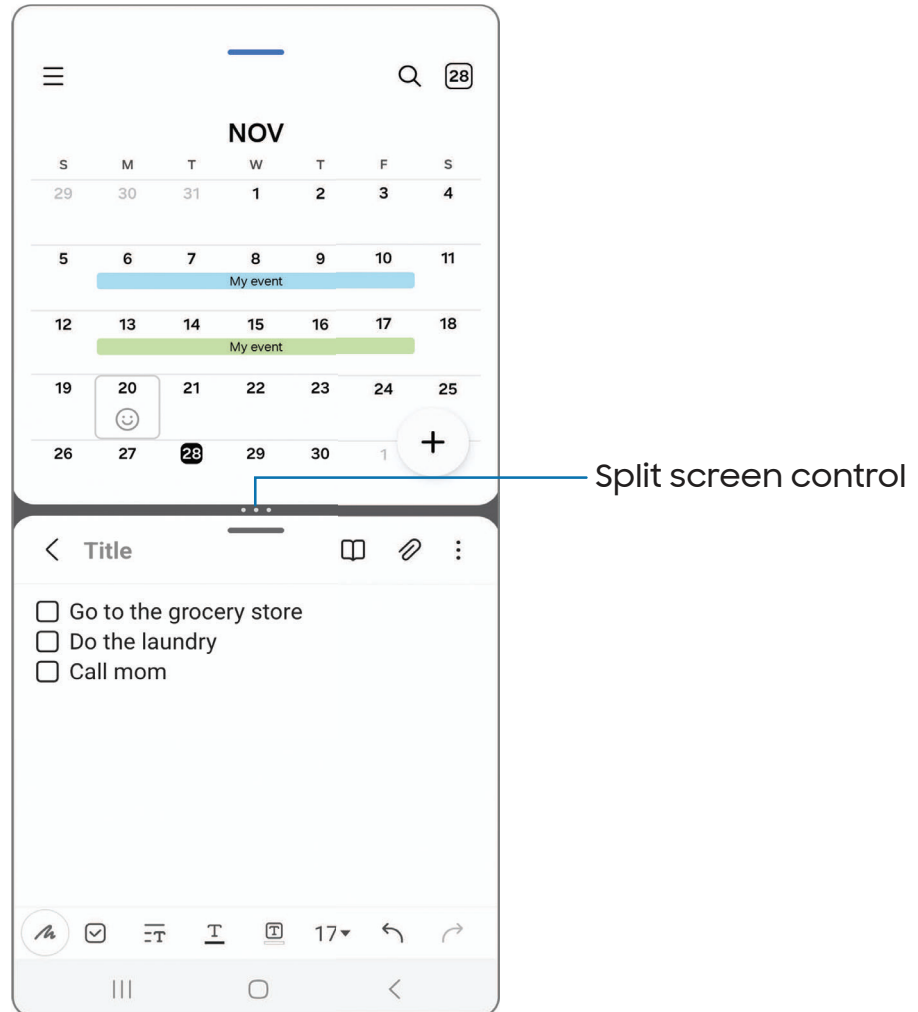 28
NOV
S M T W T F S
29 30 31 1 2 3 4
5 6 7 8 9 10 11
My event
12 13 14 15 16 17 18
My event
19 20 21 22 23 24 25
26 27 28 29 30 1
Split screen control
Title
Go to the grocery store
Do the laundry
Call mom
T T T 17